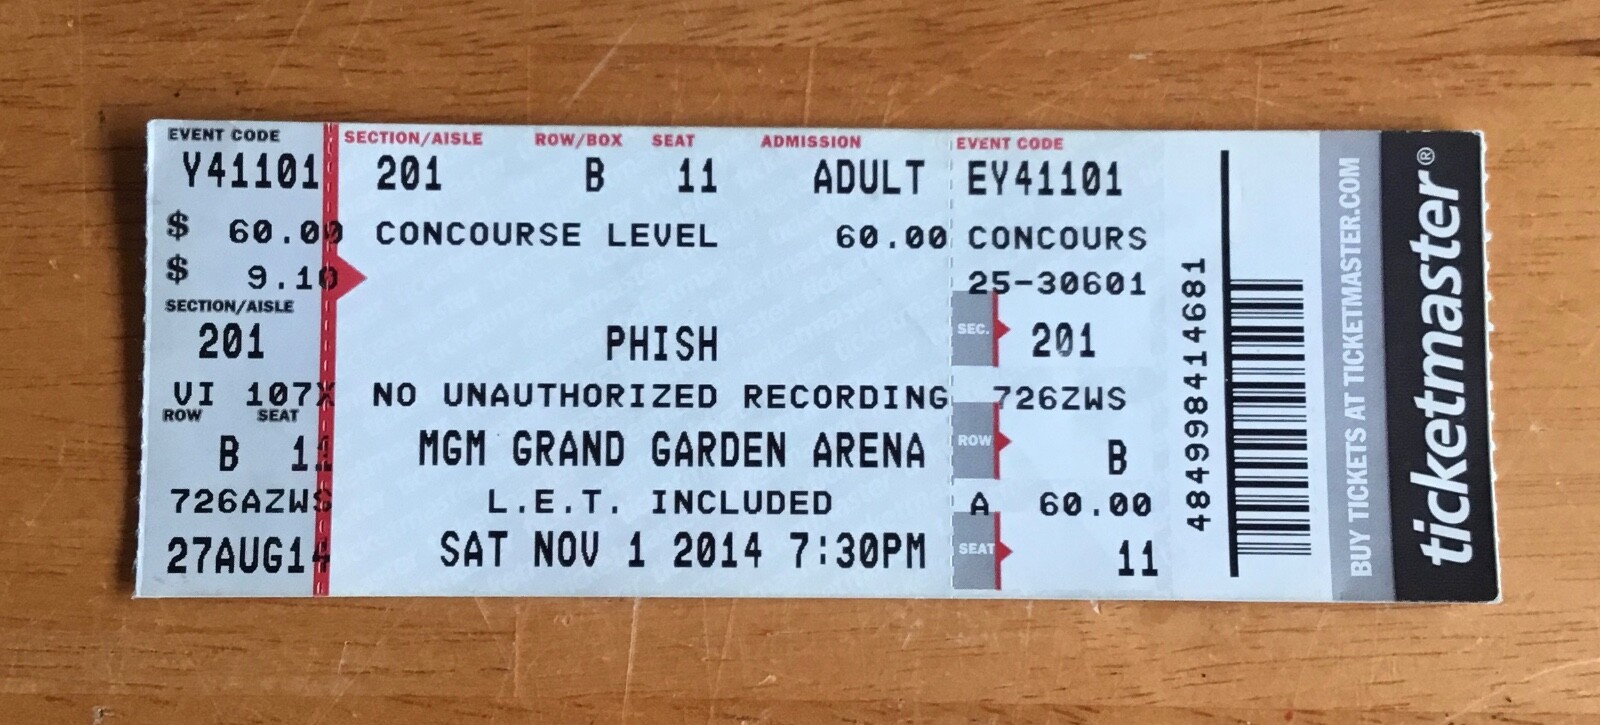 EVENT CODE
Y41101
$ 60.00
$ 9.10
SECTION/AISLE
201
VI 107X
ROW SEAT
B 11
726AZWS
27AUG14
SECTION/AISLE ROW/BOX SEAT ADMISSION
201 B 11 ADULT
CONCOURSE LEVEL 60.00
PHISH
NO UNAUTHORIZED RECORDING
MGM GRAND GARDEN ARENA
L.E.T. INCLUDED
SAT NOV 1 2014 7:30PM
EVENT CODE
EY41101
CONCOURS
25-30601
SEC. 201
726ZWS
ROW B
A 60.00
SEAT 11
4849998414681
BUY TICKETS AT TICKETMASTER.COM
ticketmaster®